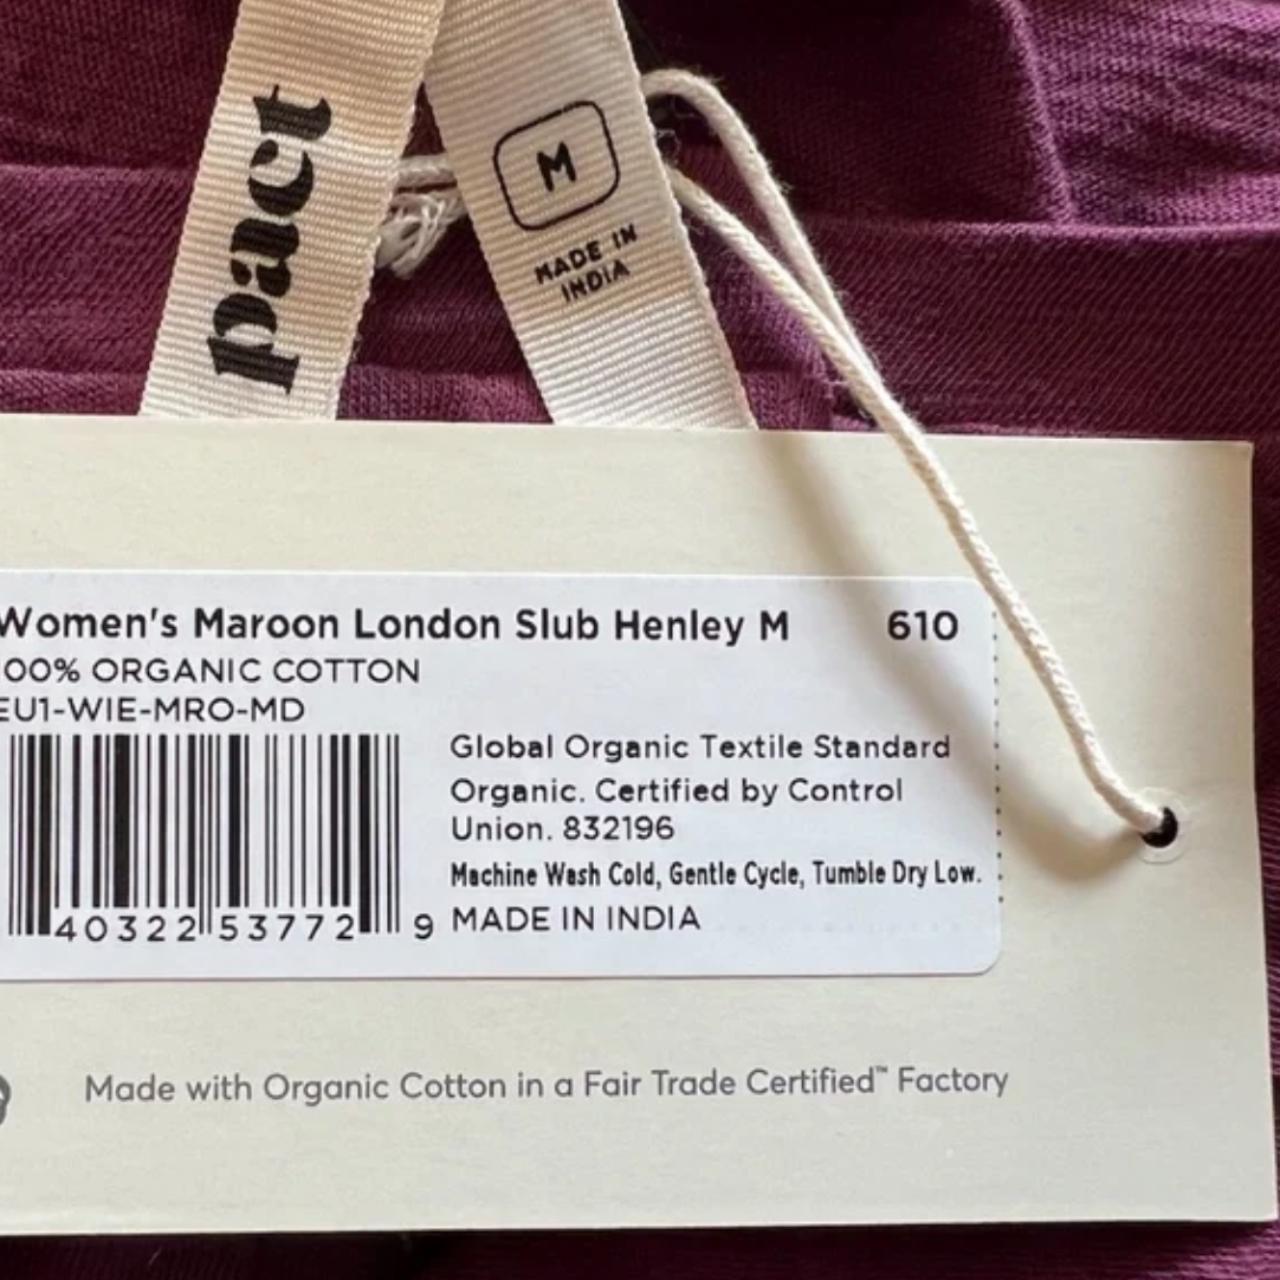 pact
M
MADE IN
INDIA
Women's Maroon London Slub Henley M 610
100% ORGANIC COTTON
EU1-WIE-MRO-MD
Global Organic Textile Standard
Organic. Certified by Control
Union. 832196
Machine Wash Cold, Gentle Cycle, Tumble Dry Low.
40322 53772 9
MADE IN INDIA
Made with Organic Cotton in a Fair Trade Certified™ Factory